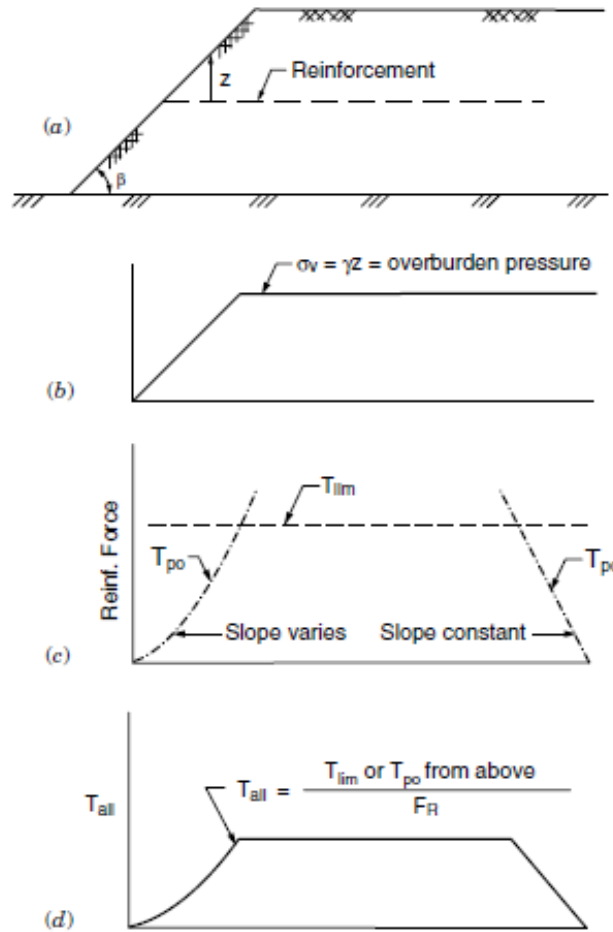 Reinforcement
z
(a)
β
σv = γz = overburden pressure
(b)
Reinf. Force
Tlim
Tpo
Tpo
Slope varies
Slope constant
(c)
Tall
Tall = Tlim or Tpo from above
FR
(d)